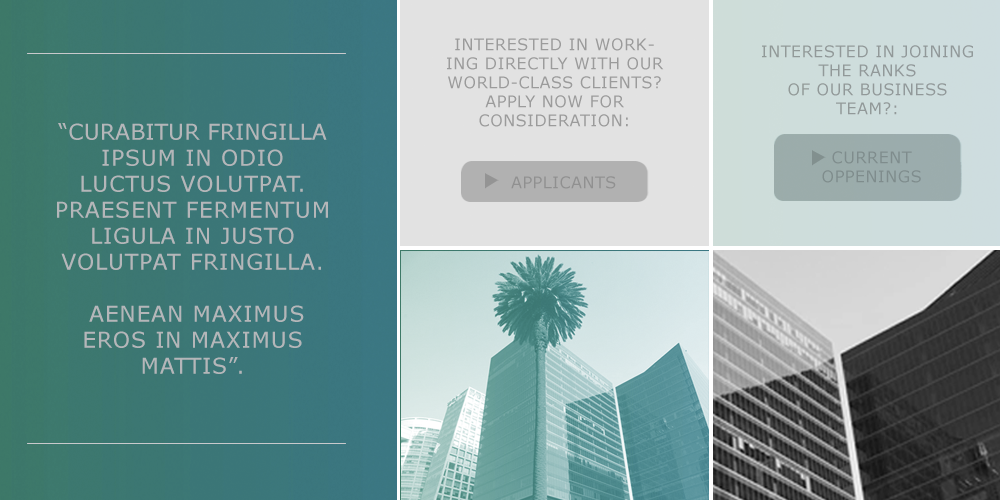 “CURABITUR FRINGILLA
IPSUM IN ODIO
LUCTUS VOLUTPAT.
PRAESENT FERMENTUM
LIGULA IN JUSTO
VOLUTPAT FRINGILLA.
AENEAN MAXIMUS
EROS IN MAXIMUS
MATTIS”.
INTERESTED IN WORK-
ING DIRECTLY WITH OUR
WORLD-CLASS CLIENTS?
APPLY NOW FOR
CONSIDERATION:
APPLICANTS
INTERESTED IN JOINING
THE RANKS
OF OUR BUSINESS
TEAM?:
CURRENT
OPPENINGS